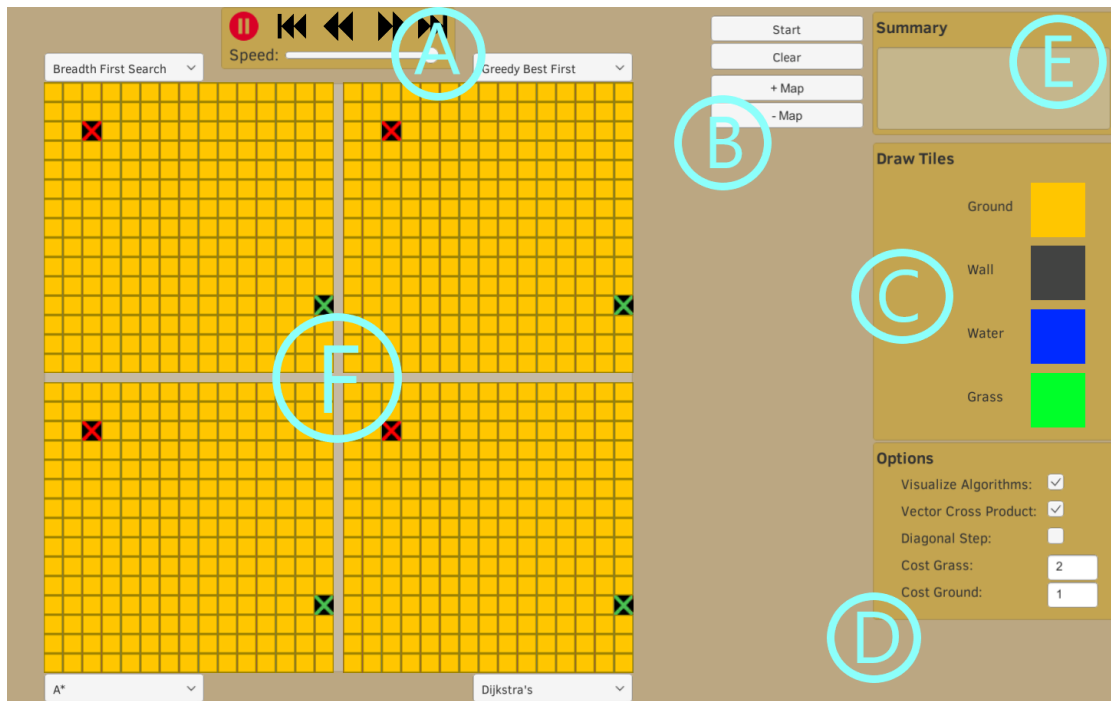 Speed:
A
Breadth First Search
Greedy Best First
Start
Clear
+ Map
- Map
B
Summary
E
Draw Tiles
Ground
Wall
C
Water
Grass
F
Options
Visualize Algorithms:
Vector Cross Product:
Diagonal Step:
Cost Grass: 2
Cost Ground: 1
D
A*
Dijkstra's